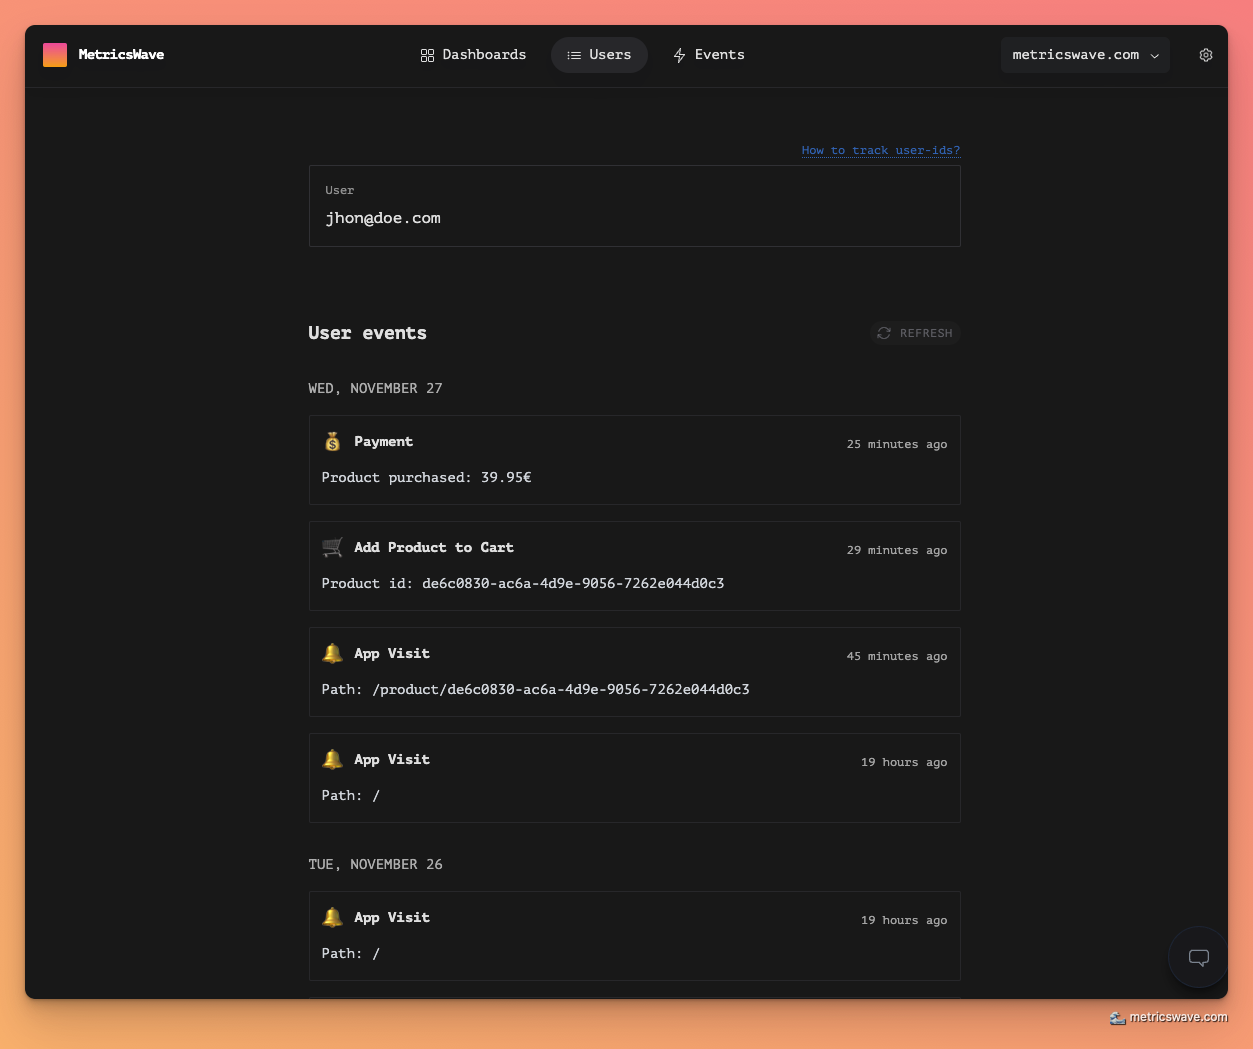 MetricsWave
Dashboards
Users
Events
metricswave.com
How to track user-ids?
User
jhon@doe.com
User events
REFRESH
WED, NOVEMBER 27
Payment
25 minutes ago
Product purchased: 39.95€
Add Product to Cart
29 minutes ago
Product id: de6c0830-ac6a-4d9e-9056-7262e044d0c3
App Visit
45 minutes ago
Path: /product/de6c0830-ac6a-4d9e-9056-7262e044d0c3
App Visit
19 hours ago
Path: /
TUE, NOVEMBER 26
App Visit
19 hours ago
Path: /
metricswave.com